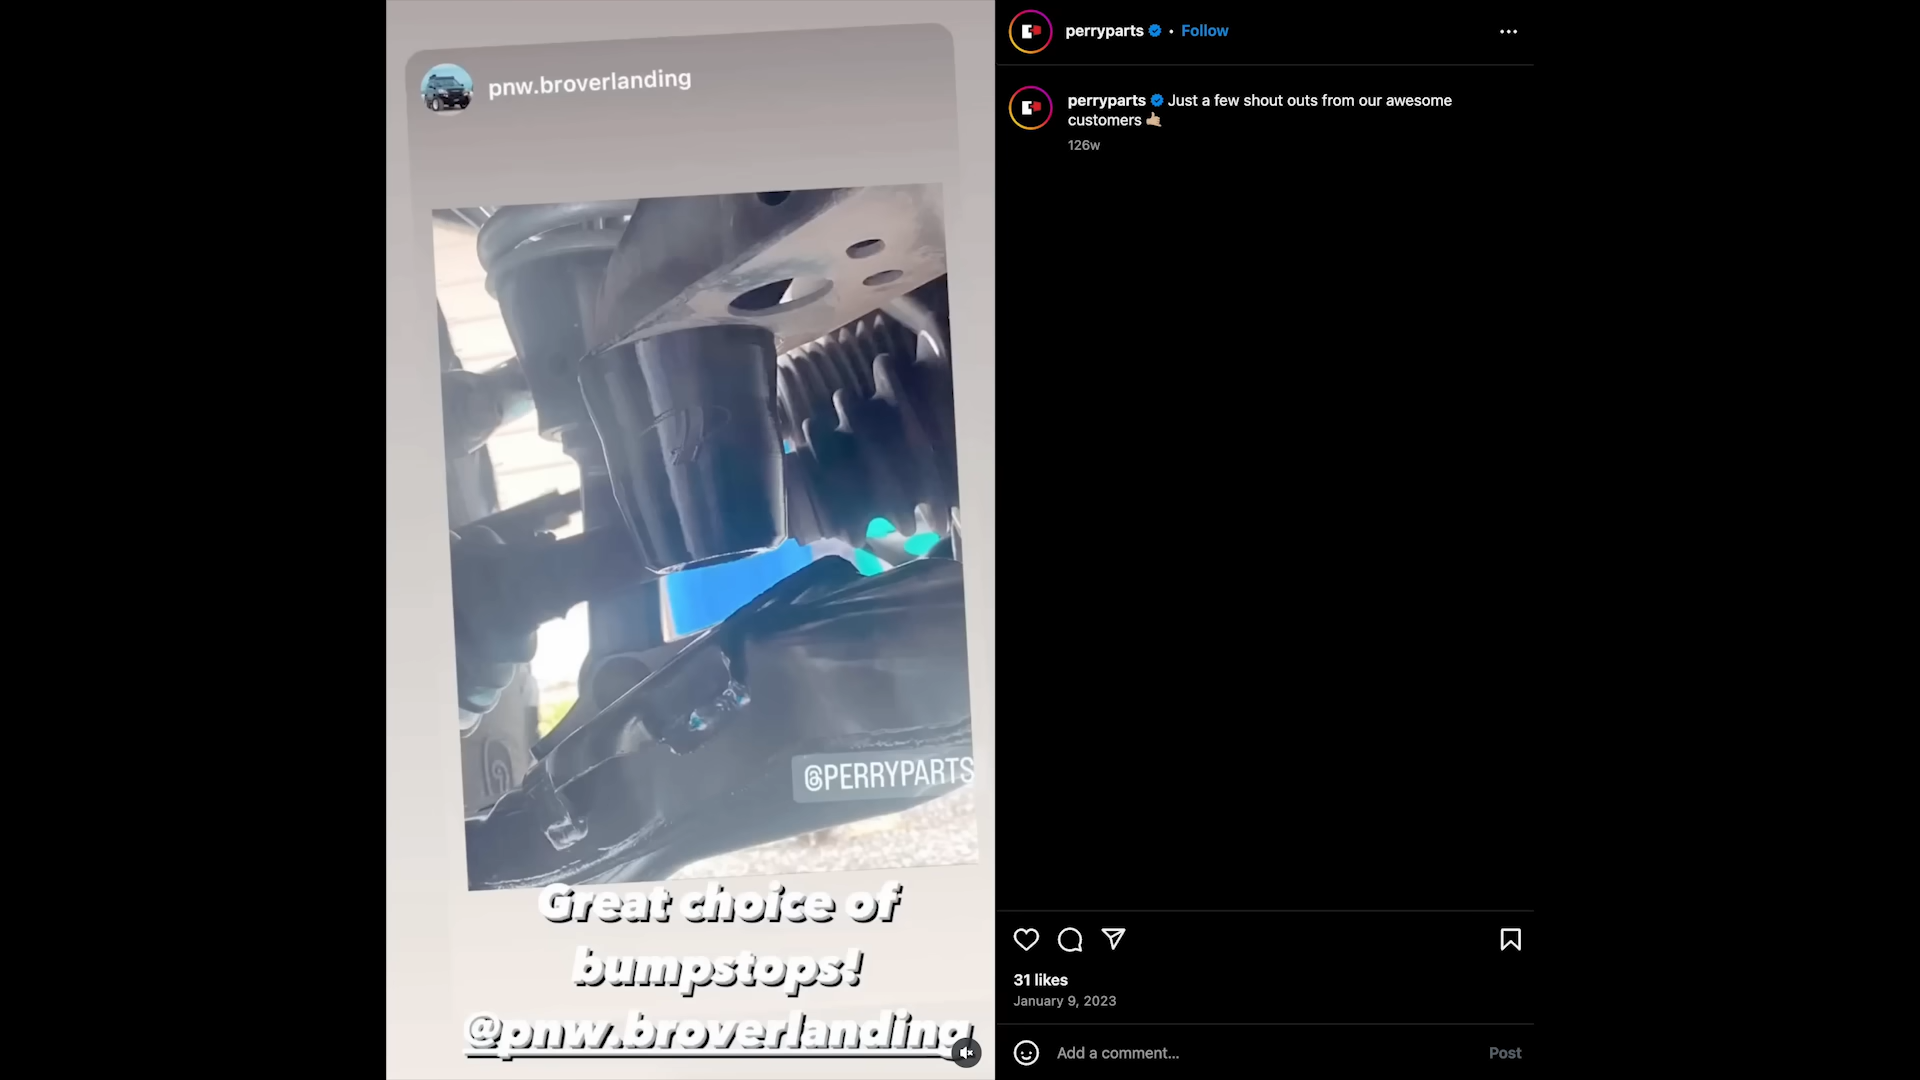 pnw.broverlanding
@PERRYPARTS
Great choice of
bumpstops!
@pnw.broverlanding
perryparts • Follow
perryparts Just a few shout outs from our awesome
customers 🤙🏼
126w
31 likes
January 9, 2023
Add a comment...
Post